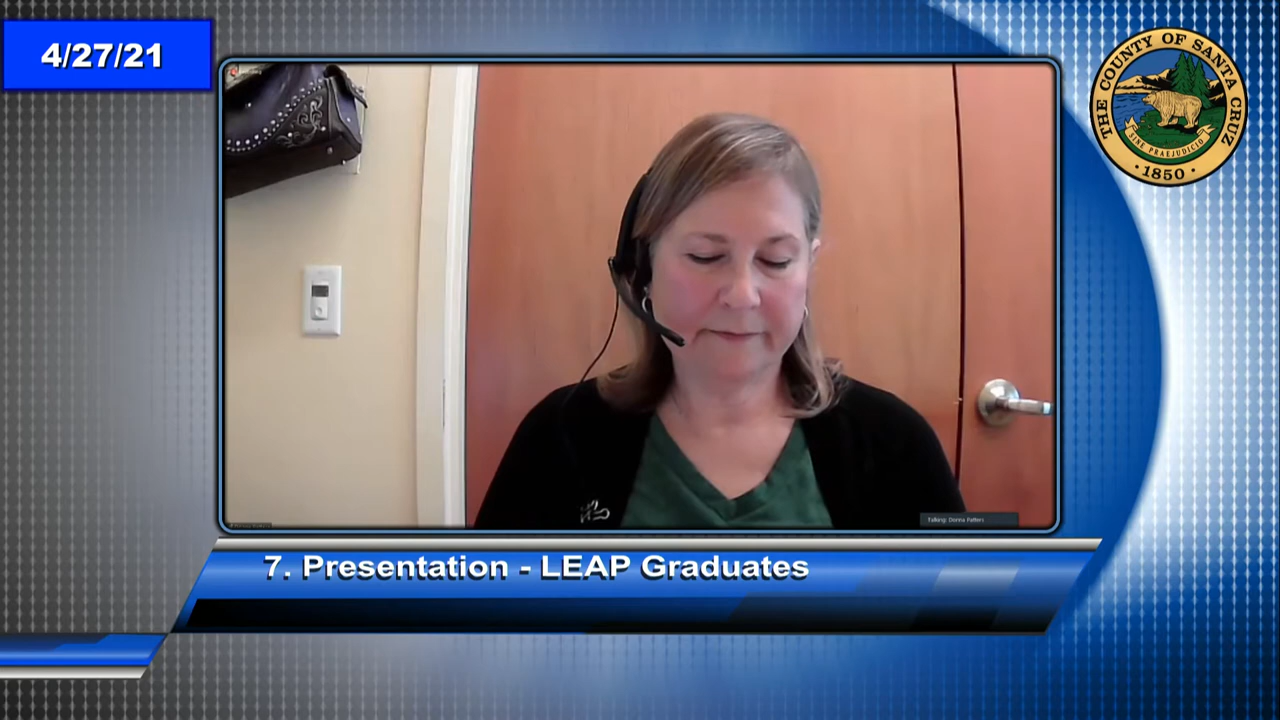 4/27/21
THE COUNTY OF SANTA CRUZ
SINE PRAEJUDICIO
• 1850 •
Talking: Donna Patters
7. Presentation - LEAP Graduates